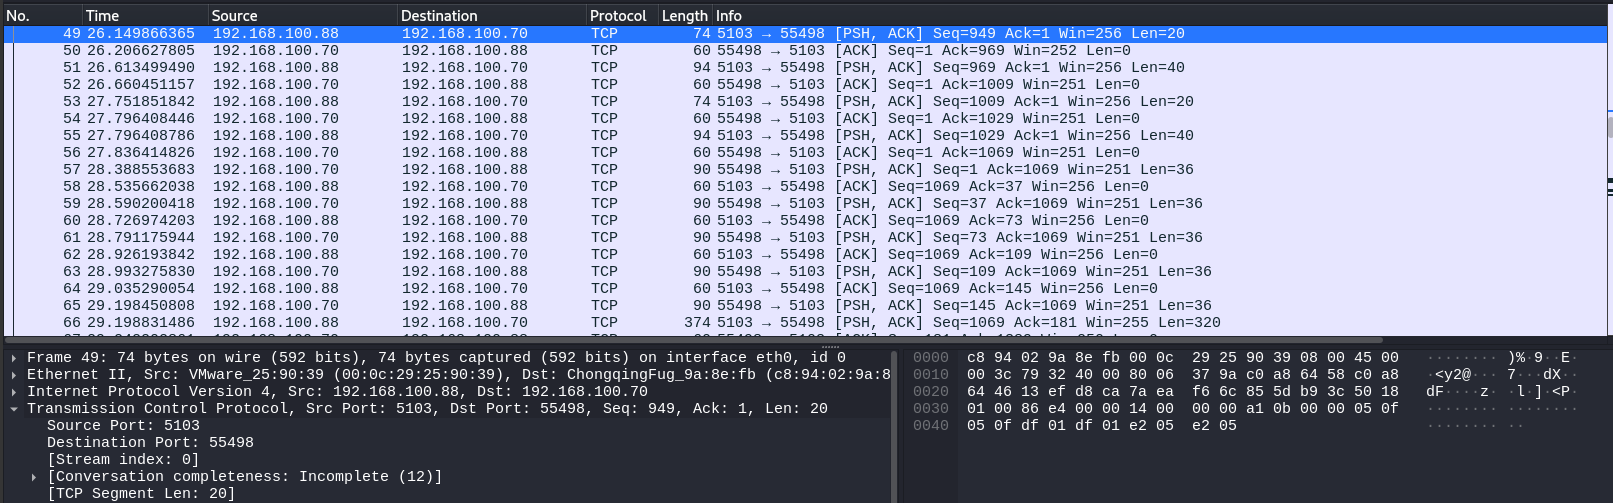 No. Time Source Destination Protocol Length Info
49 26.149866365 192.168.100.88 192.168.100.70 TCP 74 5103 → 55498 [PSH, ACK] Seq=949 Ack=1 Win=256 Len=20
50 26.206627805 192.168.100.70 192.168.100.88 TCP 60 55498 → 5103 [ACK] Seq=1 Ack=969 Win=252 Len=0
51 26.613499490 192.168.100.88 192.168.100.70 TCP 94 5103 → 55498 [PSH, ACK] Seq=969 Ack=1 Win=256 Len=40
52 26.660451157 192.168.100.70 192.168.100.88 TCP 60 55498 → 5103 [ACK] Seq=1 Ack=1009 Win=251 Len=0
53 27.751851842 192.168.100.88 192.168.100.70 TCP 74 5103 → 55498 [PSH, ACK] Seq=1009 Ack=1 Win=256 Len=20
54 27.796408446 192.168.100.70 192.168.100.88 TCP 60 55498 → 5103 [ACK] Seq=1 Ack=1029 Win=251 Len=0
55 27.796408786 192.168.100.88 192.168.100.70 TCP 94 5103 → 55498 [PSH, ACK] Seq=1029 Ack=1 Win=256 Len=40
56 27.836414826 192.168.100.70 192.168.100.88 TCP 60 55498 → 5103 [ACK] Seq=1 Ack=1069 Win=251 Len=0
57 28.388553683 192.168.100.70 192.168.100.88 TCP 90 55498 → 5103 [PSH, ACK] Seq=1 Ack=1069 Win=251 Len=36
58 28.535662038 192.168.100.88 192.168.100.70 TCP 60 5103 → 55498 [ACK] Seq=1069 Ack=37 Win=256 Len=0
59 28.590200418 192.168.100.70 192.168.100.88 TCP 90 55498 → 5103 [PSH, ACK] Seq=37 Ack=1069 Win=251 Len=36
60 28.726974203 192.168.100.88 192.168.100.70 TCP 60 5103 → 55498 [ACK] Seq=1069 Ack=73 Win=256 Len=0
61 28.791175944 192.168.100.70 192.168.100.88 TCP 90 55498 → 5103 [PSH, ACK] Seq=73 Ack=1069 Win=251 Len=36
62 28.926193842 192.168.100.88 192.168.100.70 TCP 60 5103 → 55498 [ACK] Seq=1069 Ack=109 Win=256 Len=0
63 28.993275830 192.168.100.70 192.168.100.88 TCP 90 55498 → 5103 [PSH, ACK] Seq=109 Ack=1069 Win=251 Len=36
64 29.035290054 192.168.100.88 192.168.100.70 TCP 60 5103 → 55498 [ACK] Seq=1069 Ack=145 Win=256 Len=0
65 29.198450808 192.168.100.70 192.168.100.88 TCP 90 55498 → 5103 [PSH, ACK] Seq=145 Ack=1069 Win=251 Len=36
66 29.198831486 192.168.100.88 192.168.100.70 TCP 374 5103 → 55498 [PSH, ACK] Seq=1069 Ack=181 Win=255 Len=320
Frame 49: 74 bytes on wire (592 bits), 74 bytes captured (592 bits) on interface eth0, id 0
Ethernet II, Src: VMware_25:90:39 (00:0c:29:25:90:39), Dst: ChongqingFug_9a:8e:fb (c8:94:02:9a:8
Internet Protocol Version 4, Src: 192.168.100.88, Dst: 192.168.100.70
Transmission Control Protocol, Src Port: 5103, Dst Port: 55498, Seq: 949, Ack: 1, Len: 20
Source Port: 5103
Destination Port: 55498
[Stream index: 0]
[Conversation completeness: Incomplete (12)]
[TCP Segment Len: 20]
0000 c8 94 02 9a 8e fb 00 0c 29 25 90 39 08 00 45 00 ········ )%·9··E·
0010 00 3c 79 32 40 00 80 06 37 9a c0 a8 64 58 c0 a8 ·<y2@··· 7···dX··
0020 64 46 13 ef d8 ca 7a ea f6 6c 85 5d b9 3c 50 18 dF····z· ·l·]·<P·
0030 01 00 86 e4 00 00 14 00 00 00 a1 0b 00 00 05 0f ········ ········
0040 05 0f df 01 df 01 e2 05 e2 05 ········ ··